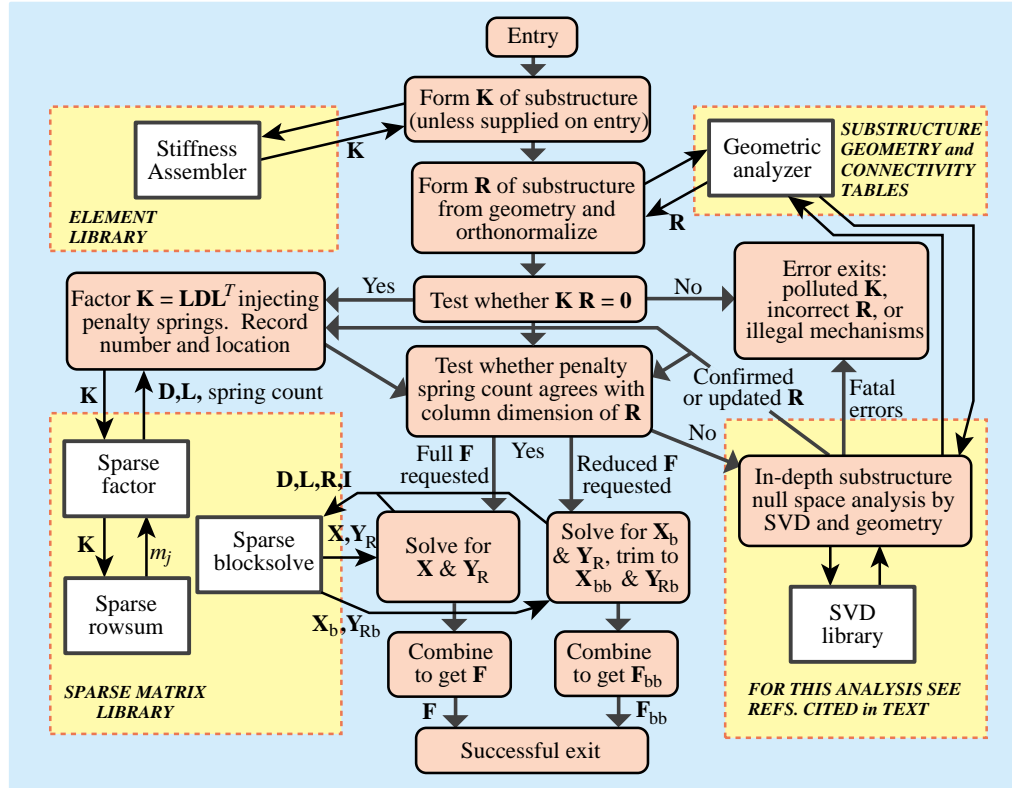 Entry
Form K of substructure
(unless supplied on entry)
Stiffness
Assembler
K
ELEMENT
LIBRARY
Geometric
analyzer
SUBSTRUCTURE
GEOMETRY and
CONNECTIVITY
TABLES
Form R of substructure
from geometry and
orthonormalize
R
Factor K = LDL^T injecting
penalty springs. Record
number and location
Yes
Test whether K R = 0
No
Error exits:
polluted K,
incorrect R, or
illegal mechanisms
Test whether penalty
spring count agrees with
column dimension of R
Confirmed
or updated R
Fatal
errors
K
D,L, spring count
No
Full F
requested
Yes
Reduced F
requested
Sparse
factor
K
m_j
Sparse
rowsum
D,L,R,I
Sparse
blocksolve
X,Y_R
X_b,Y_Rb
Solve for
X & Y_R
Solve for X_b
& Y_R, trim to
X_bb & Y_Rb
In-depth substructure
null space analysis by
SVD and geometry
SVD
library
Combine
to get F
Combine
to get F_bb
SPARSE MATRIX
LIBRARY
FOR THIS ANALYSIS SEE
REFS. CITED in TEXT
F
F_bb
Successful exit